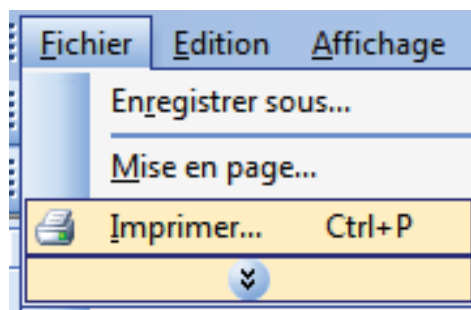 Fichier Edition Affichage
Enregistrer sous...
Mise en page...
Imprimer... Ctrl+P